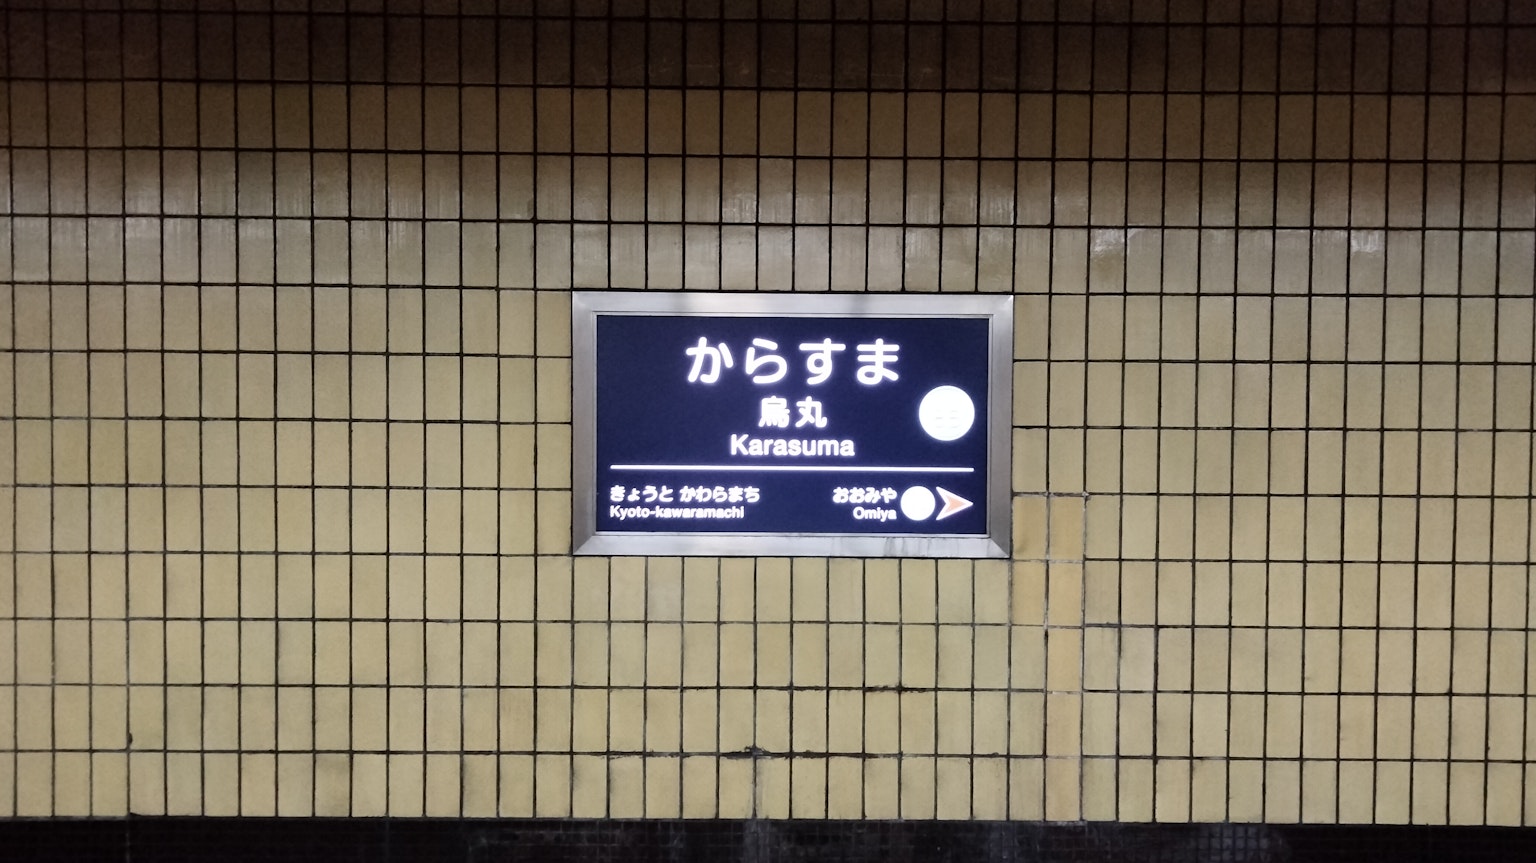 からすま
烏丸
Karasuma
きょうと かわらまち
Kyoto-kawaramachi
おおみや
Omiya